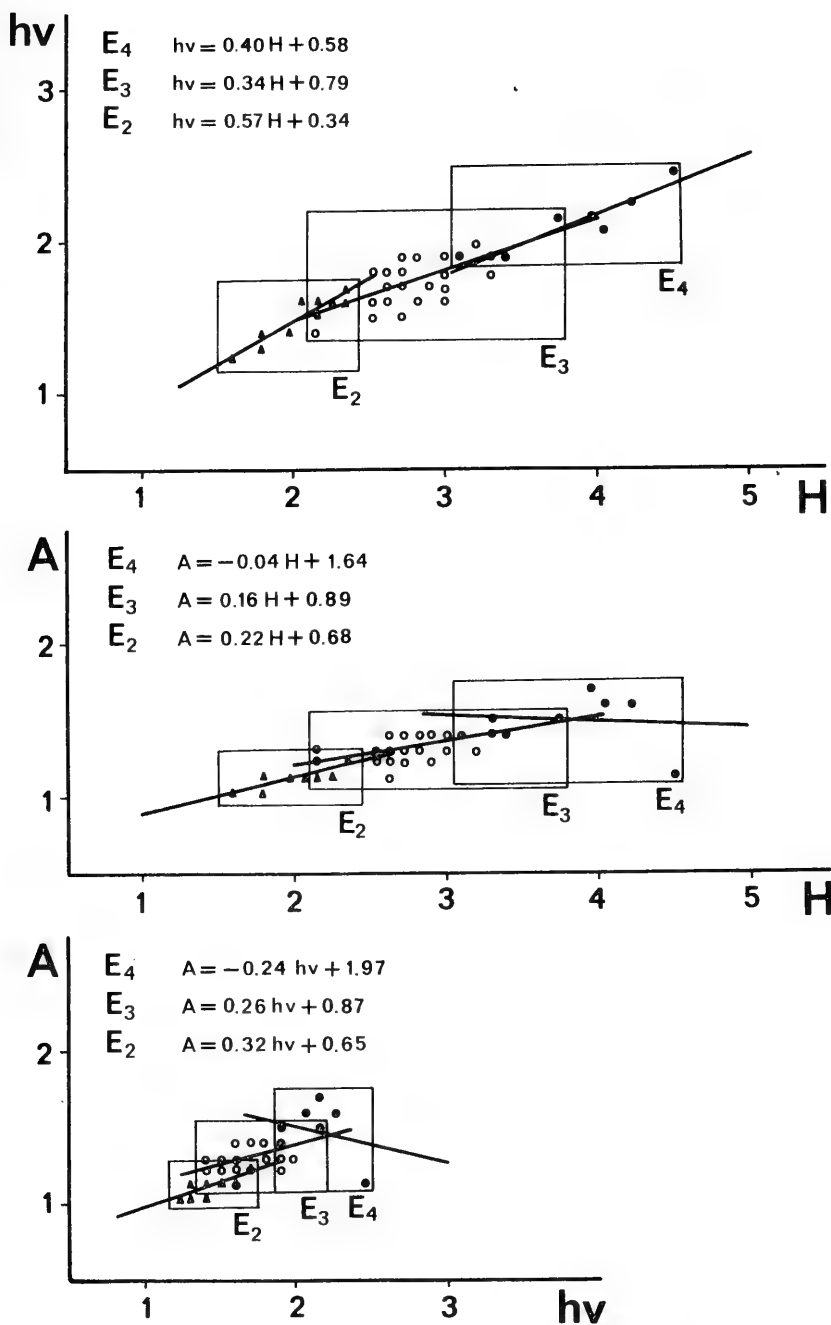 hv
E₄ hv = 0.40 H + 0.58
E₃ hv = 0.34 H + 0.79
E₂ hv = 0.57 H + 0.34
3
2
1
E₄
E₃
E₂
1 2 3 4 5 H
A
E₄ A = −0.04 H + 1.64
E₃ A = 0.16 H + 0.89
E₂ A = 0.22 H + 0.68
2
1
E₂ E₃ E₄
1 2 3 4 5 H
A
E₄ A = −0.24 hv + 1.97
E₃ A = 0.26 hv + 0.87
E₂ A = 0.32 hv + 0.65
2
1
E₂ E₃ E₄
1 2 3 hv